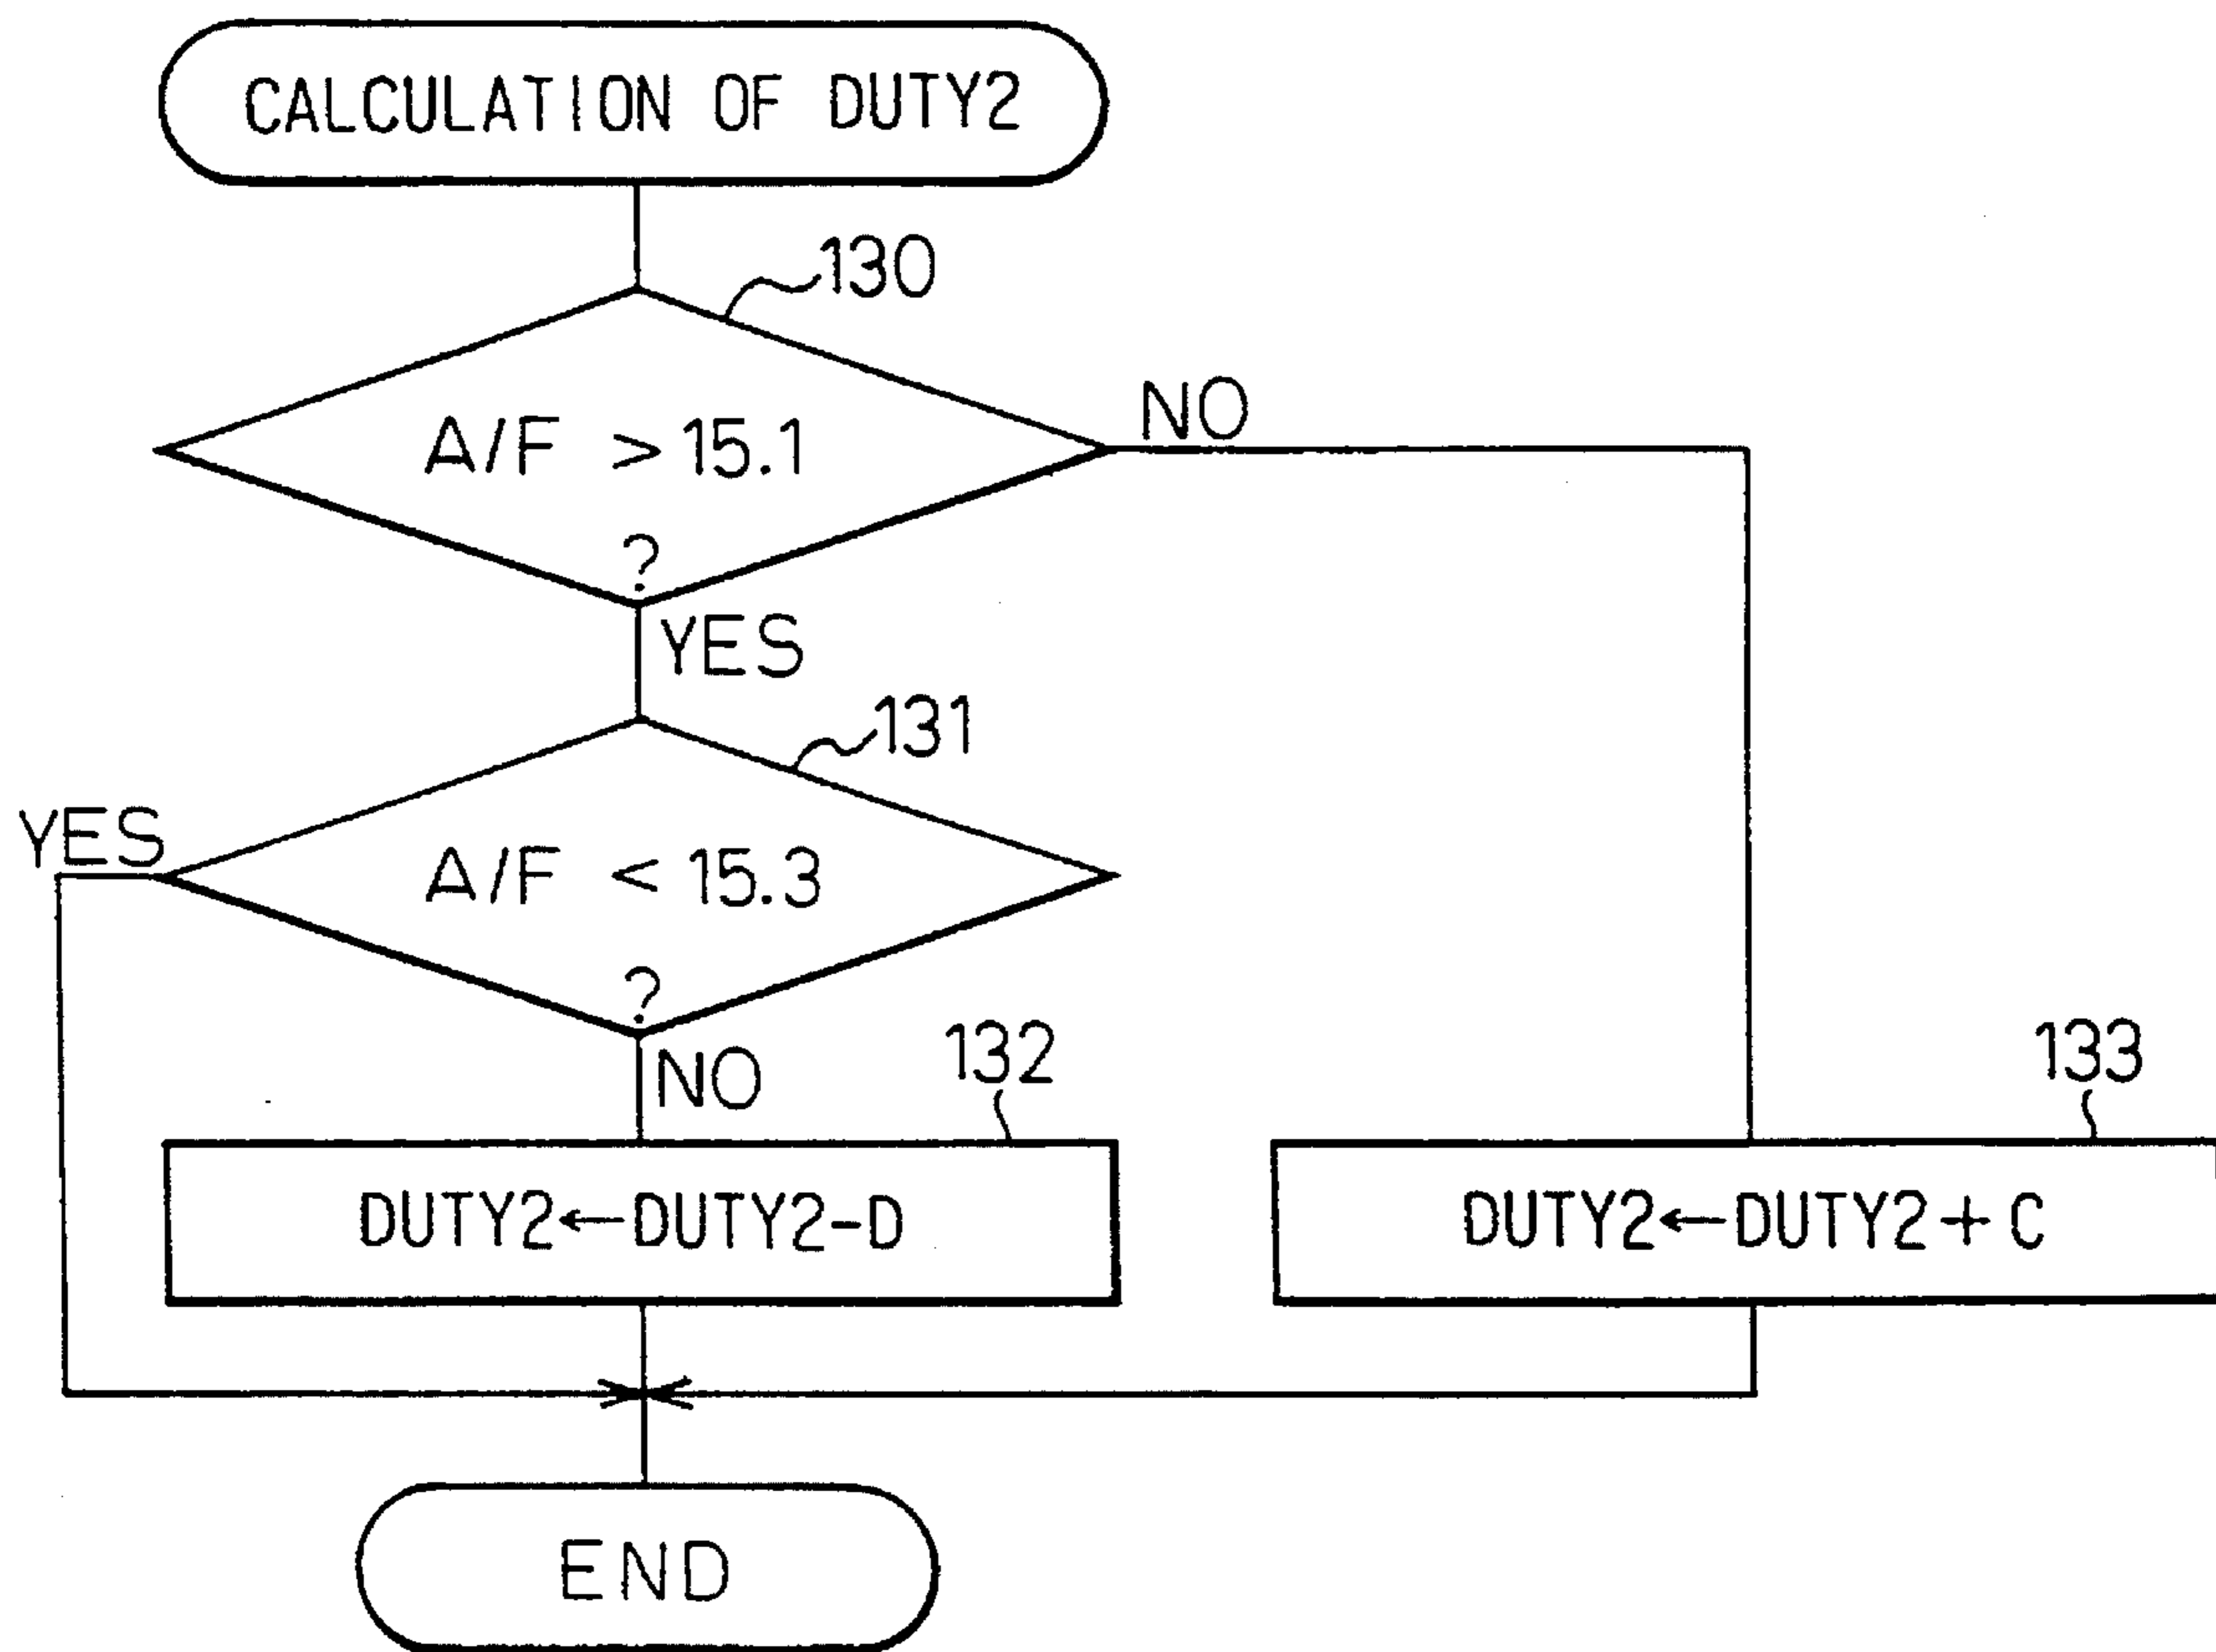 CALCULATION OF DUTY2
130
A/F > 15.1
?
NO
YES
131
YES
A/F < 15.3
?
NO
132
133
DUTY2←DUTY2-D
DUTY2←DUTY2+C
END